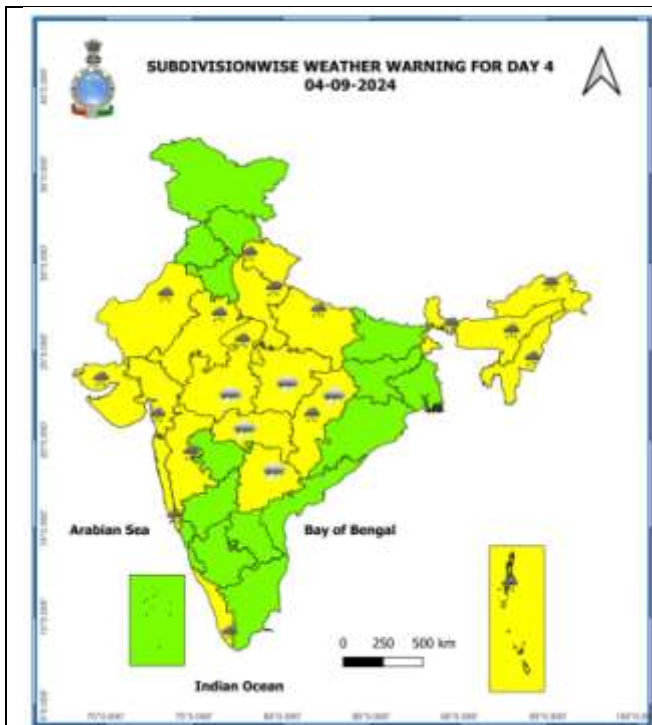 SUBDIVISIONWISE WEATHER WARNING FOR DAY 4
04-09-2024
Arabian Sea
Bay of Bengal
0 250 500 km
Indian Ocean